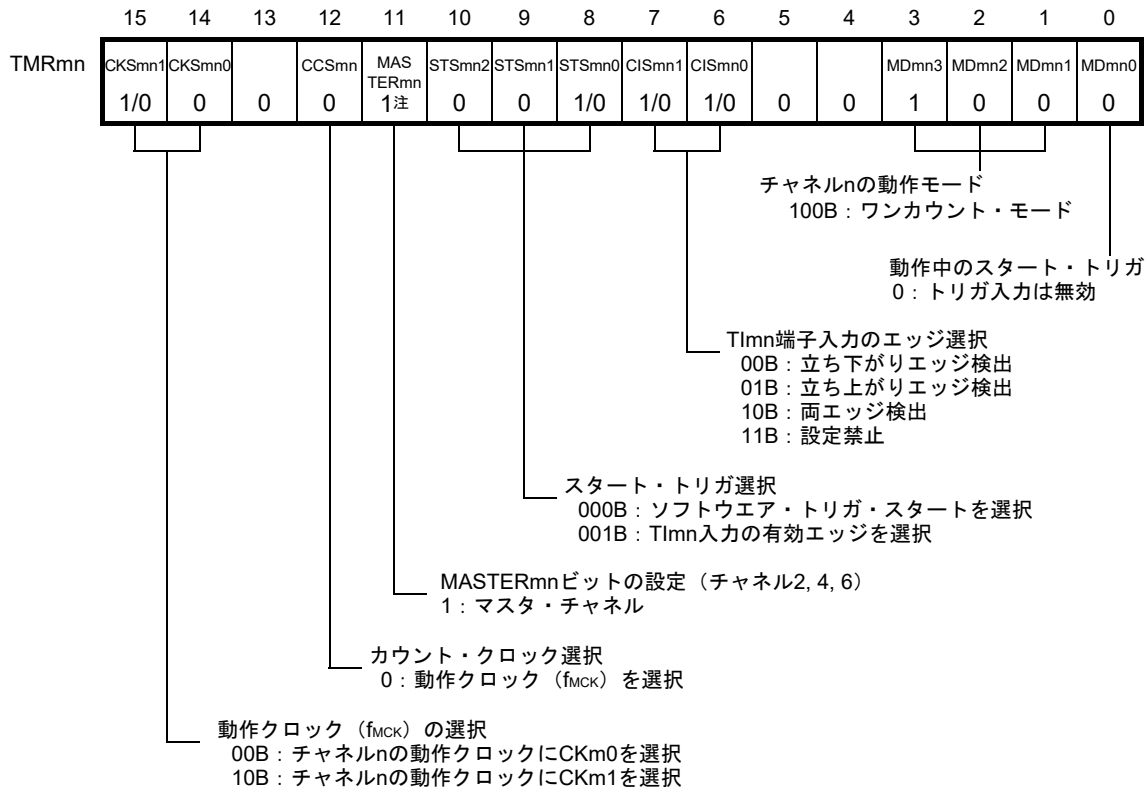 15 14 13 12 11 10 9 8 7 6 5 4 3 2 1 0
TMRmn CKSmn1 CKSmn0 CCSmn MAS TERmn STSmn2 STSmn1 STSmn0 CISmn1 CISmn0 MDmn3 MDmn2 MDmn1 MDmn0
1/0 0 0 0 1注 0 0 1/0 1/0 1/0 0 0 1 0 0 0
チャネルnの動作モード
100B：ワンカウント・モード
動作中のスタート・トリガ
0：トリガ入力は無効
TImn端子入力のエッジ選択
00B：立ち下がりエッジ検出
01B：立ち上がりエッジ検出
10B：両エッジ検出
11B：設定禁止
スタート・トリガ選択
000B：ソフトウエア・トリガ・スタートを選択
001B：TImn入力の有効エッジを選択
MASTERmnビットの設定（チャネル2, 4, 6）
1：マスタ・チャネル
カウント・クロック選択
0：動作クロック（fMCK）を選択
動作クロック（fMCK）の選択
00B：チャネルnの動作クロックにCKm0を選択
10B：チャネルnの動作クロックにCKm1を選択